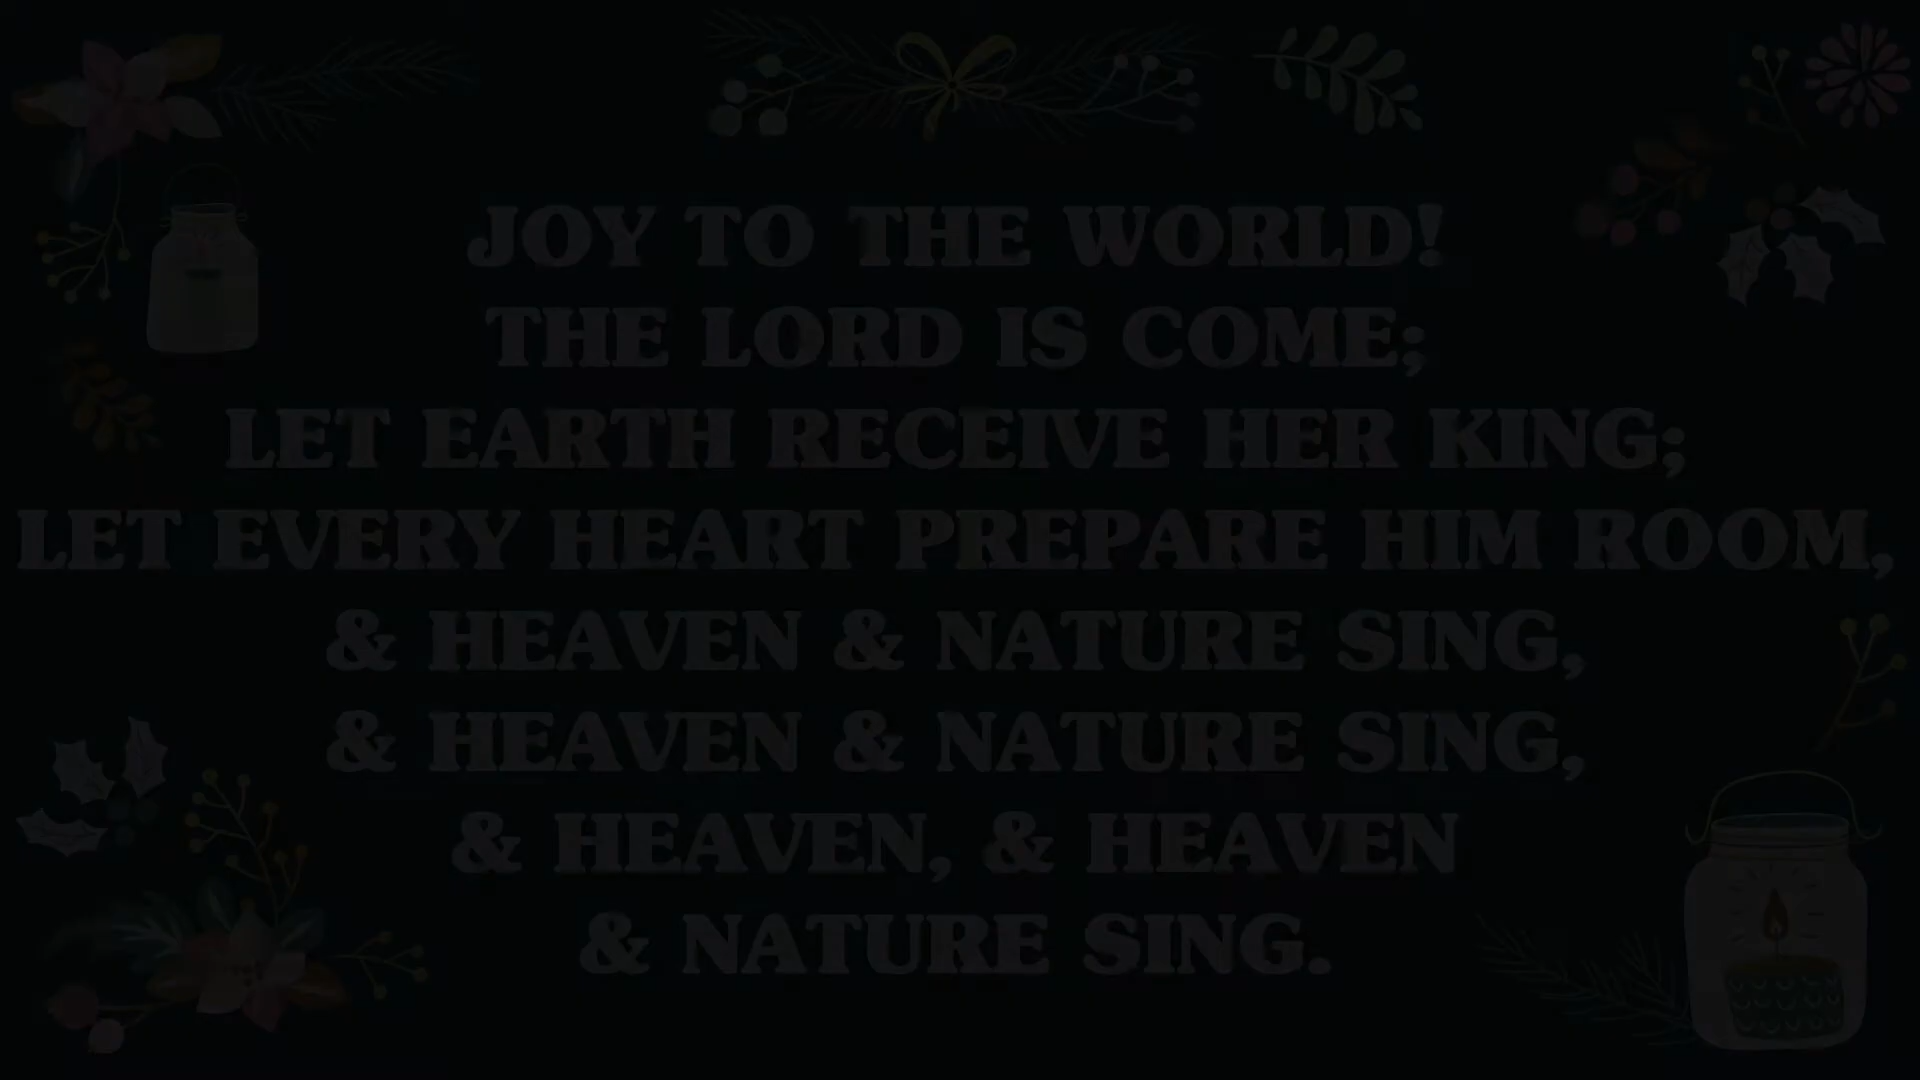 JOY TO THE WORLD!
THE LORD IS COME;
LET EARTH RECEIVE HER KING;
LET EVERY HEART PREPARE HIM ROOM,
& HEAVEN & NATURE SING,
& HEAVEN & NATURE SING,
& HEAVEN, & HEAVEN
& NATURE SING.